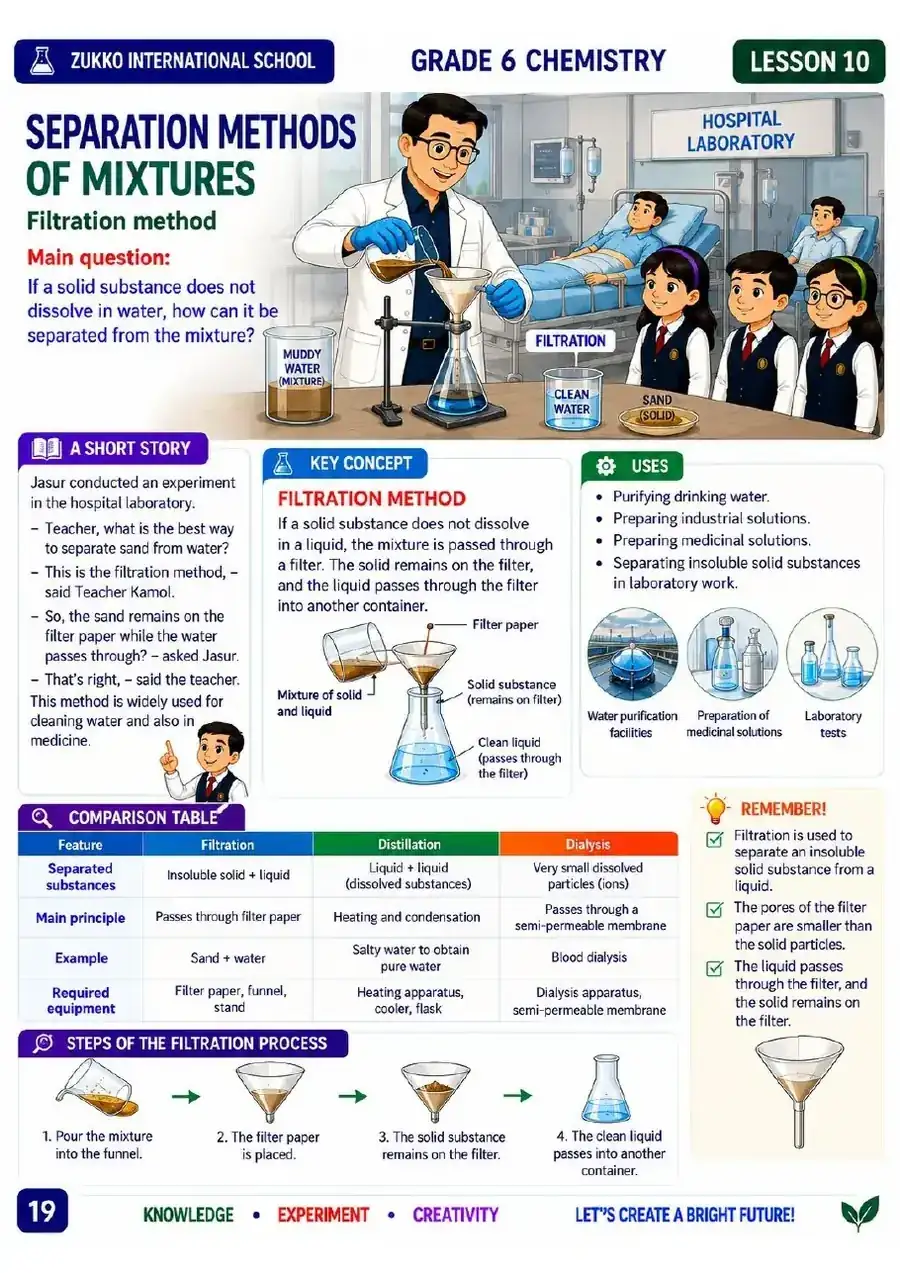 ZUKKO INTERNATIONAL SCHOOL
GRADE 6 CHEMISTRY
LESSON 10
SEPARATION METHODS
OF MIXTURES
Filtration method
Main question:
If a solid substance does not
dissolve in water, how can it be
separated from the mixture?
HOSPITAL
LABORATORY
MUDDY
WATER
(MIXTURE)
FILTRATION
CLEAN
WATER
SAND
(SOLID)
A SHORT STORY
Jasur conducted an experiment
in the hospital laboratory.
– Teacher, what is the best way
to separate sand from water?
– This is the filtration method, –
said Teacher Kamol.
– So, the sand remains on the
filter paper while the water
passes through? – asked Jasur.
– That's right, – said the teacher.
This method is widely used for
cleaning water and also in
medicine.
KEY CONCEPT
FILTRATION METHOD
If a solid substance does not dissolve
in a liquid, the mixture is passed through
a filter. The solid remains on the filter,
and the liquid passes through the filter
into another container.
Filter paper
Mixture of solid
and liquid
Solid substance
(remains on filter)
Clean liquid
(passes through
the filter)
USES
• Purifying drinking water.
• Preparing industrial solutions.
• Preparing medicinal solutions.
• Separating insoluble solid substances
in laboratory work.
Water purification
facilities
Preparation of
medicinal solutions
Laboratory
tests
COMPARISON TABLE
Feature Filtration Distillation Dialysis
Separated
substances
Insoluble solid + liquid
Liquid + liquid
(dissolved substances)
Very small dissolved
particles (ions)
Main principle
Passes through filter paper
Heating and condensation
Passes through a
semi-permeable membrane
Example
Sand + water
Salty water to obtain
pure water
Blood dialysis
Required
equipment
Filter paper, funnel,
stand
Heating apparatus,
cooler, flask
Dialysis apparatus,
semi-permeable membrane
REMEMBER!
Filtration is used to
separate an insoluble
solid substance from a
liquid.
The pores of the filter
paper are smaller than
the solid particles.
The liquid passes
through the filter, and
the solid remains on
the filter.
STEPS OF THE FILTRATION PROCESS
1. Pour the mixture
into the funnel.
2. The filter paper
is placed.
3. The solid substance
remains on the filter.
4. The clean liquid
passes into another
container.
19
KNOWLEDGE • EXPERIMENT • CREATIVITY
LET"S CREATE A BRIGHT FUTURE!